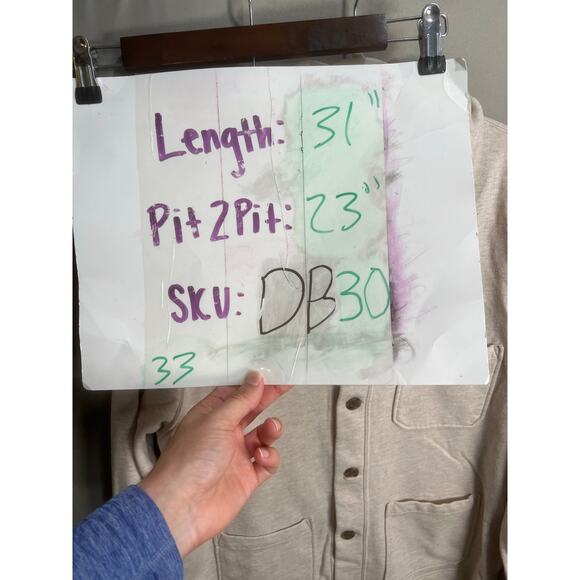 Length: 31"
Pit2Pit: 23"
SKU: DB30
33